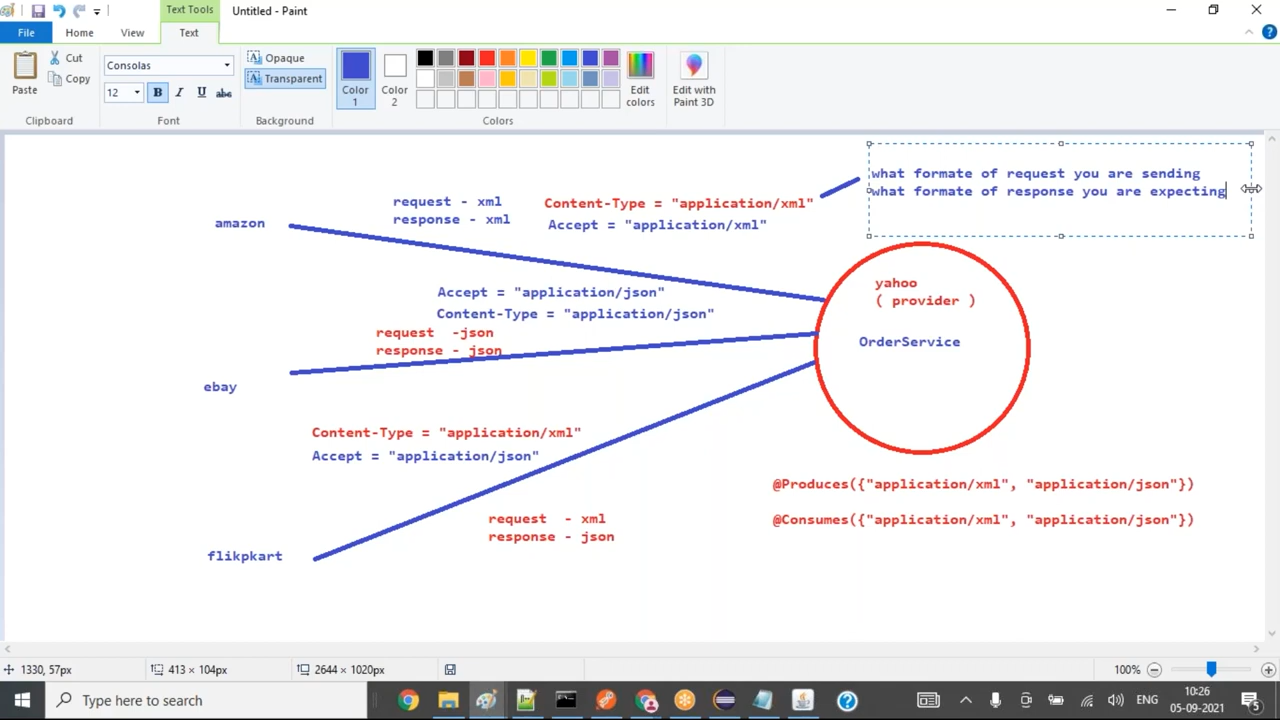 Text Tools
Untitled - Paint
File
Home
View
Text
Paste
Cut
Copy
Clipboard
Consolas
12
B
I
U
abc
Font
Opaque
Transparent
Background
Color 1
Color 2
Edit colors
Colors
Edit with Paint 3D
what formate of request you are sending
what formate of response you are expecting
request - xml
response - xml
Content-Type = "application/xml"
Accept = "application/xml"
amazon
Accept = "application/json"
Content-Type = "application/json"
request -json
response - json
yahoo
( provider )
OrderService
ebay
Content-Type = "application/xml"
Accept = "application/json"
@Produces({"application/xml", "application/json"})
@Consumes({"application/xml", "application/json"})
request - xml
response - json
flikpkart
1330, 57px
413 × 104px
2644 × 1020px
100%
Type here to search
ENG
10:26
05-09-2021
5